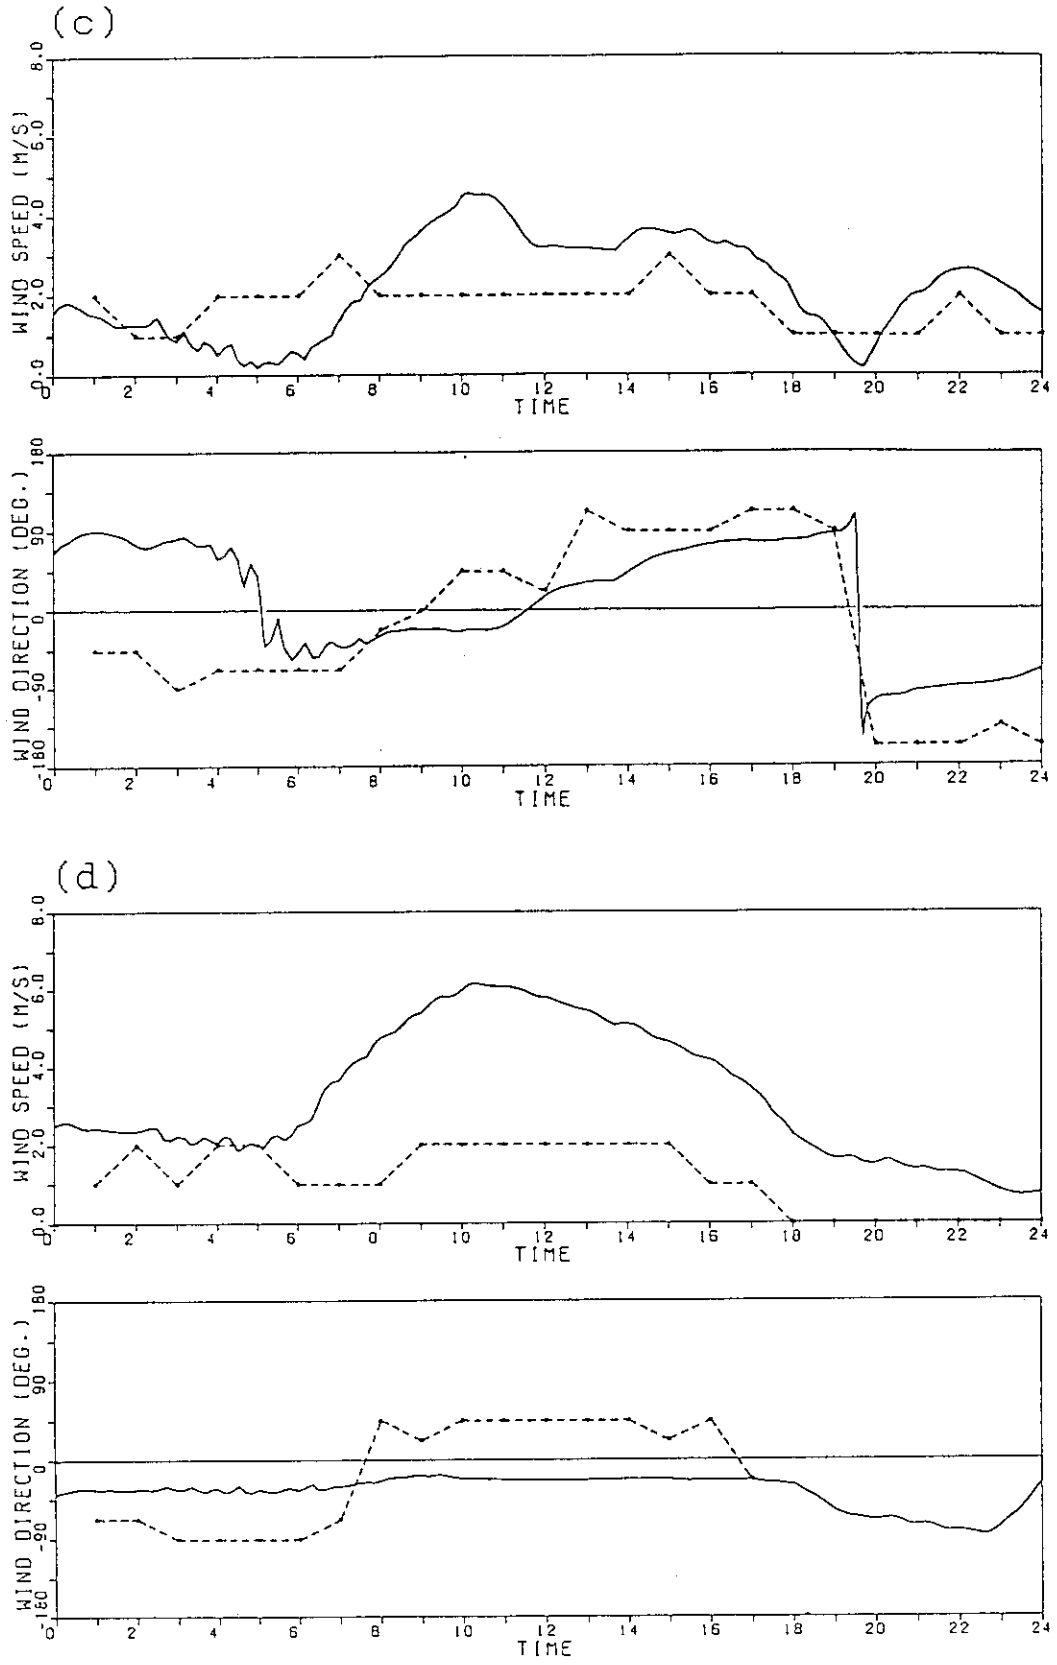 (c)
WIND SPEED (M/S)
8.0
6.0
4.0
2.0
0.0
0 2 4 6 8 10 12 14 16 18 20 22 24
TIME
WIND DIRECTION (DEG.)
180
90
0
-90
-180
0 2 4 6 8 10 12 14 16 18 20 22 24
TIME
(d)
WIND SPEED (M/S)
8.0
6.0
4.0
2.0
0.0
0 2 4 6 8 10 12 14 16 18 20 22 24
TIME
WIND DIRECTION (DEG.)
180
90
0
-90
-180
0 2 4 6 8 10 12 14 16 18 20 22 24
TIME